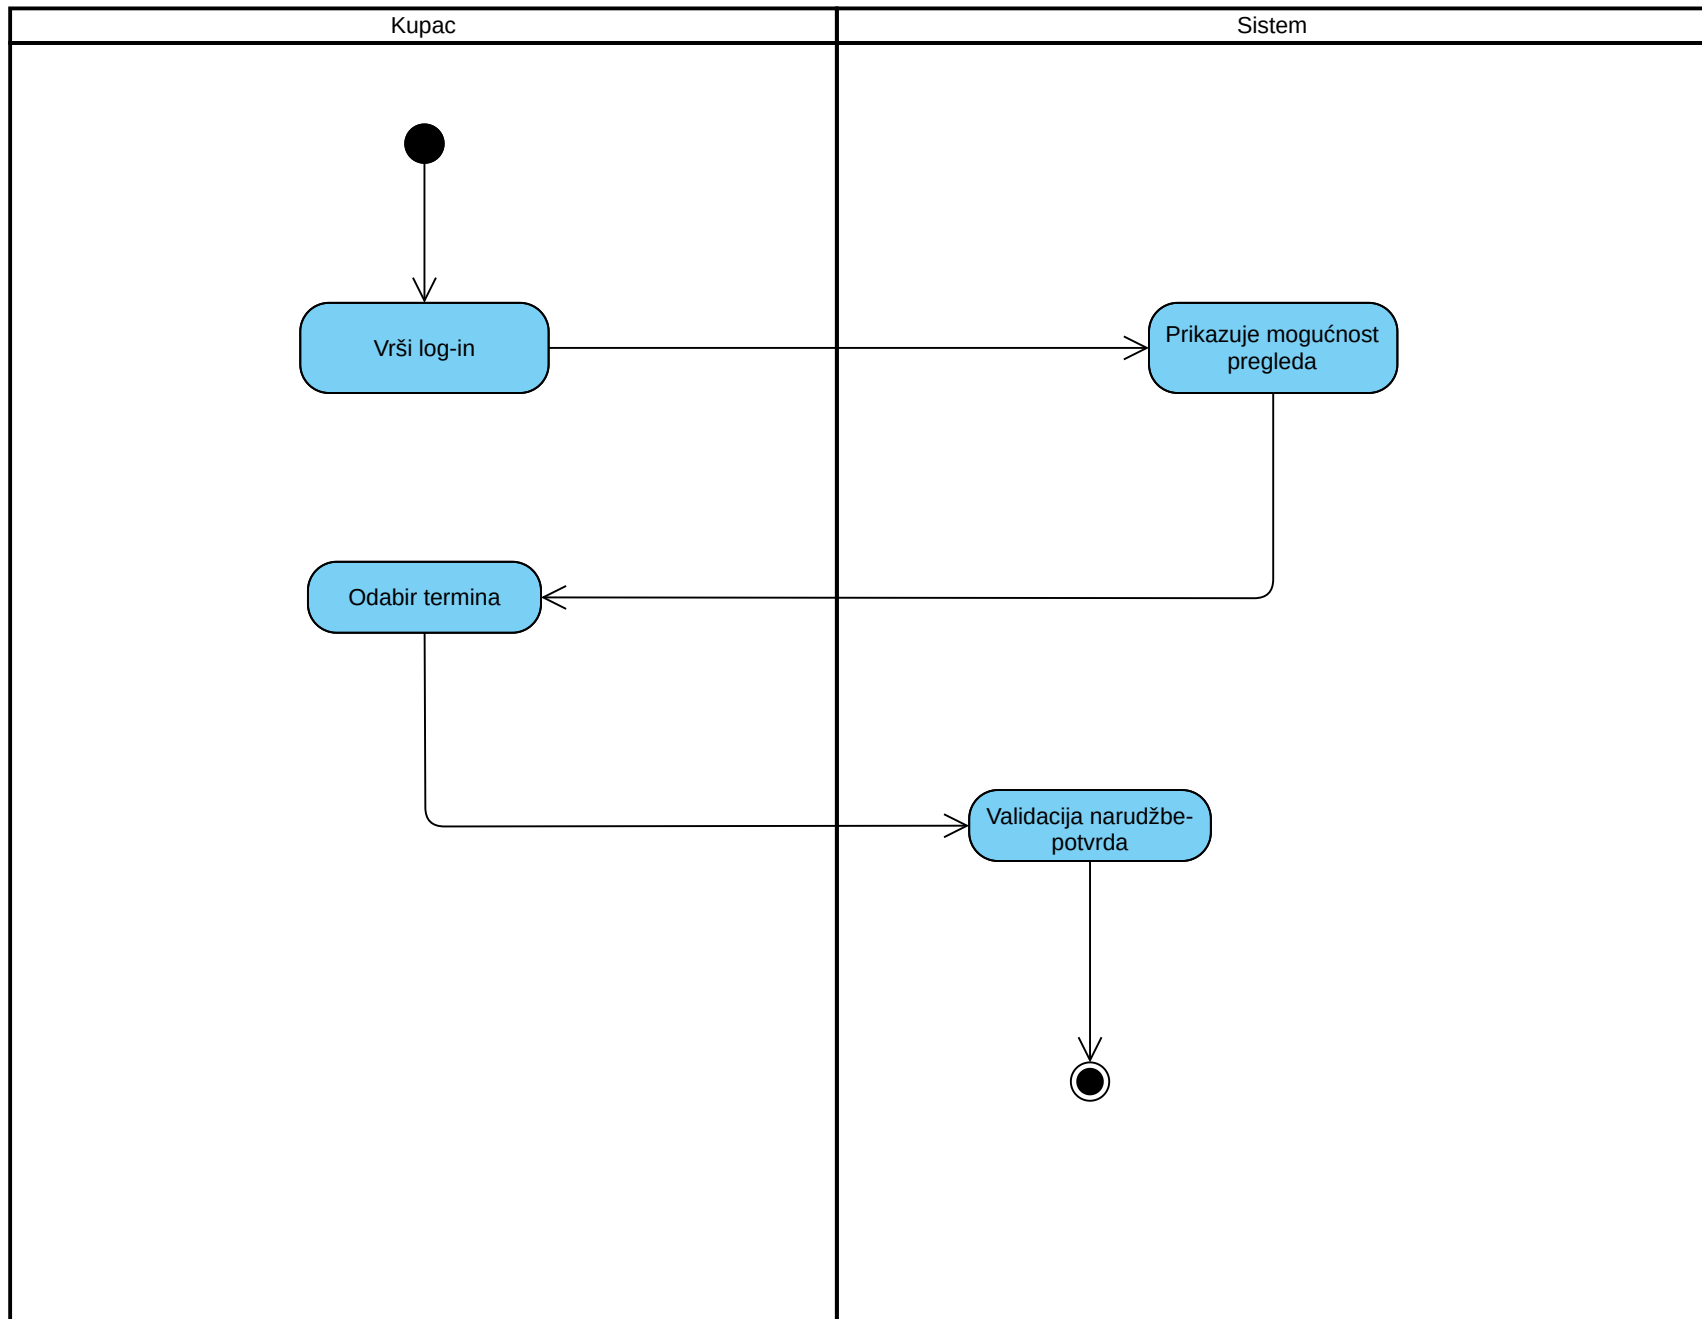 Kupac
Sistem
Vrši log-in
Prikazuje mogućnost
pregleda
Odabir termina
Validacija narudžbe-
potvrda